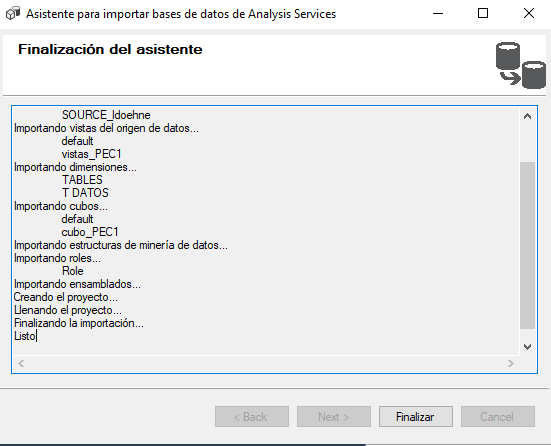 Asistente para importar bases de datos de Analysis Services
Finalización del asistente
SOURCE_ldoehne
Importando vistas del origen de datos...
default
vistas_PEC1
Importando dimensiones...
TABLES
T DATOS
Importando cubos...
default
cubo_PEC1
Importando estructuras de minería de datos...
Importando roles...
Role
Importando ensamblados...
Creando el proyecto...
Llenando el proyecto...
Finalizando la importación...
Listo
< Back
Next >
Finalizar
Cancel